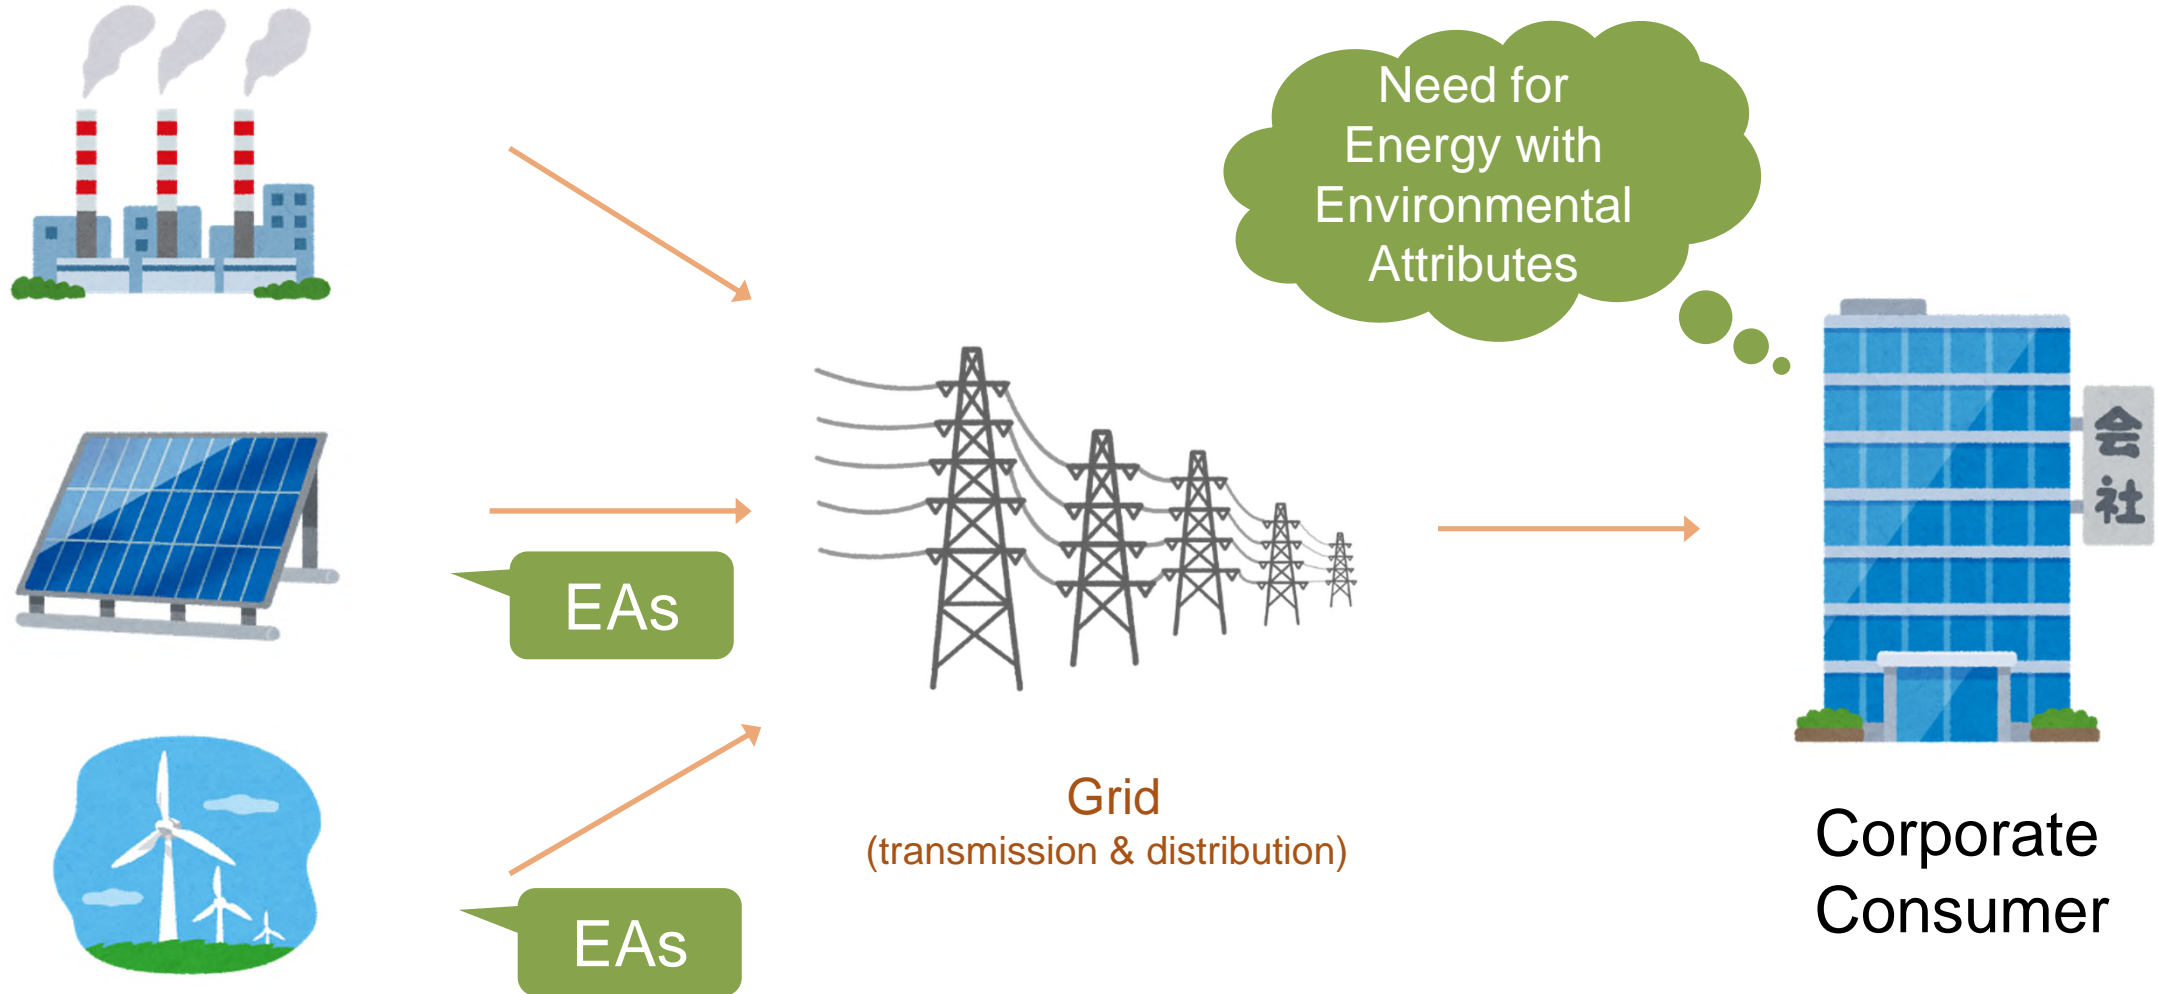 Need for
Energy with
Environmental
Attributes
会
社
EAs
Grid
(transmission & distribution)
EAs
Corporate
Consumer